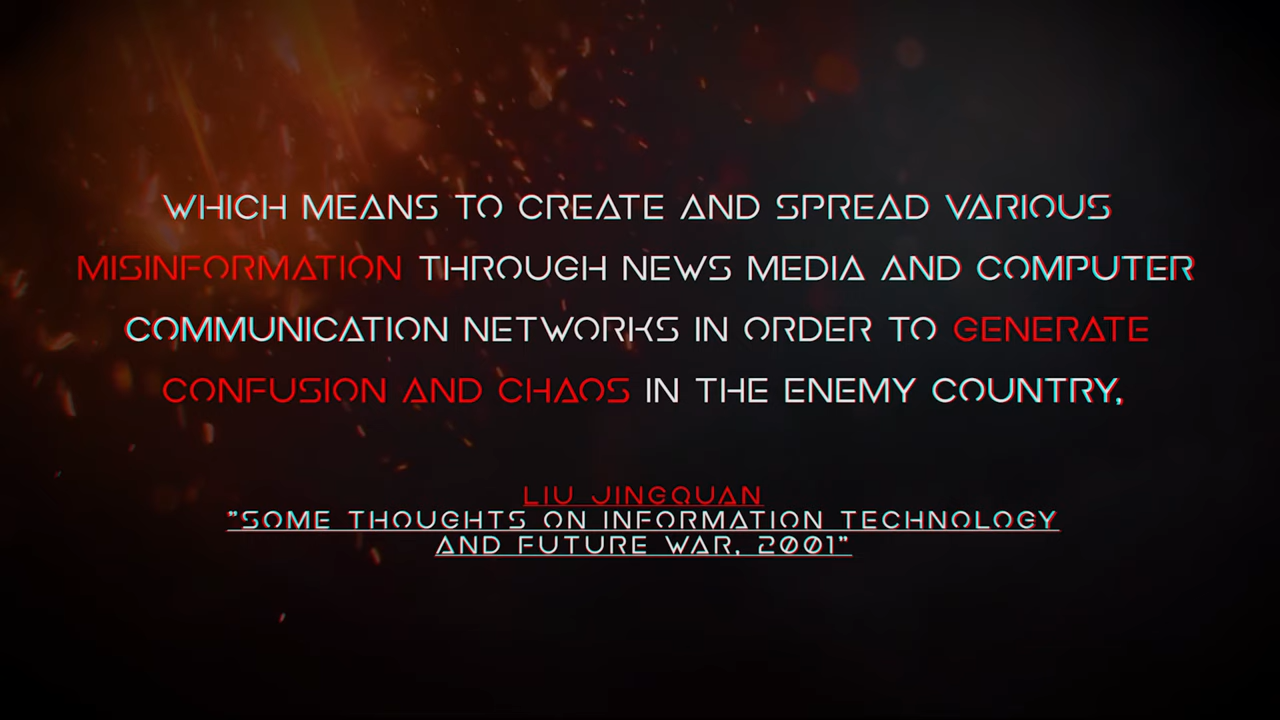 WHICH MEANS TO CREATE AND SPREAD VARIOUS
MISINFORMATION THROUGH NEWS MEDIA AND COMPUTER
COMMUNICATION NETWORKS IN ORDER TO GENERATE
CONFUSION AND CHAOS IN THE ENEMY COUNTRY,
LIU JINGQUAN
"SOME THOUGHTS ON INFORMATION TECHNOLOGY
AND FUTURE WAR, 2001"